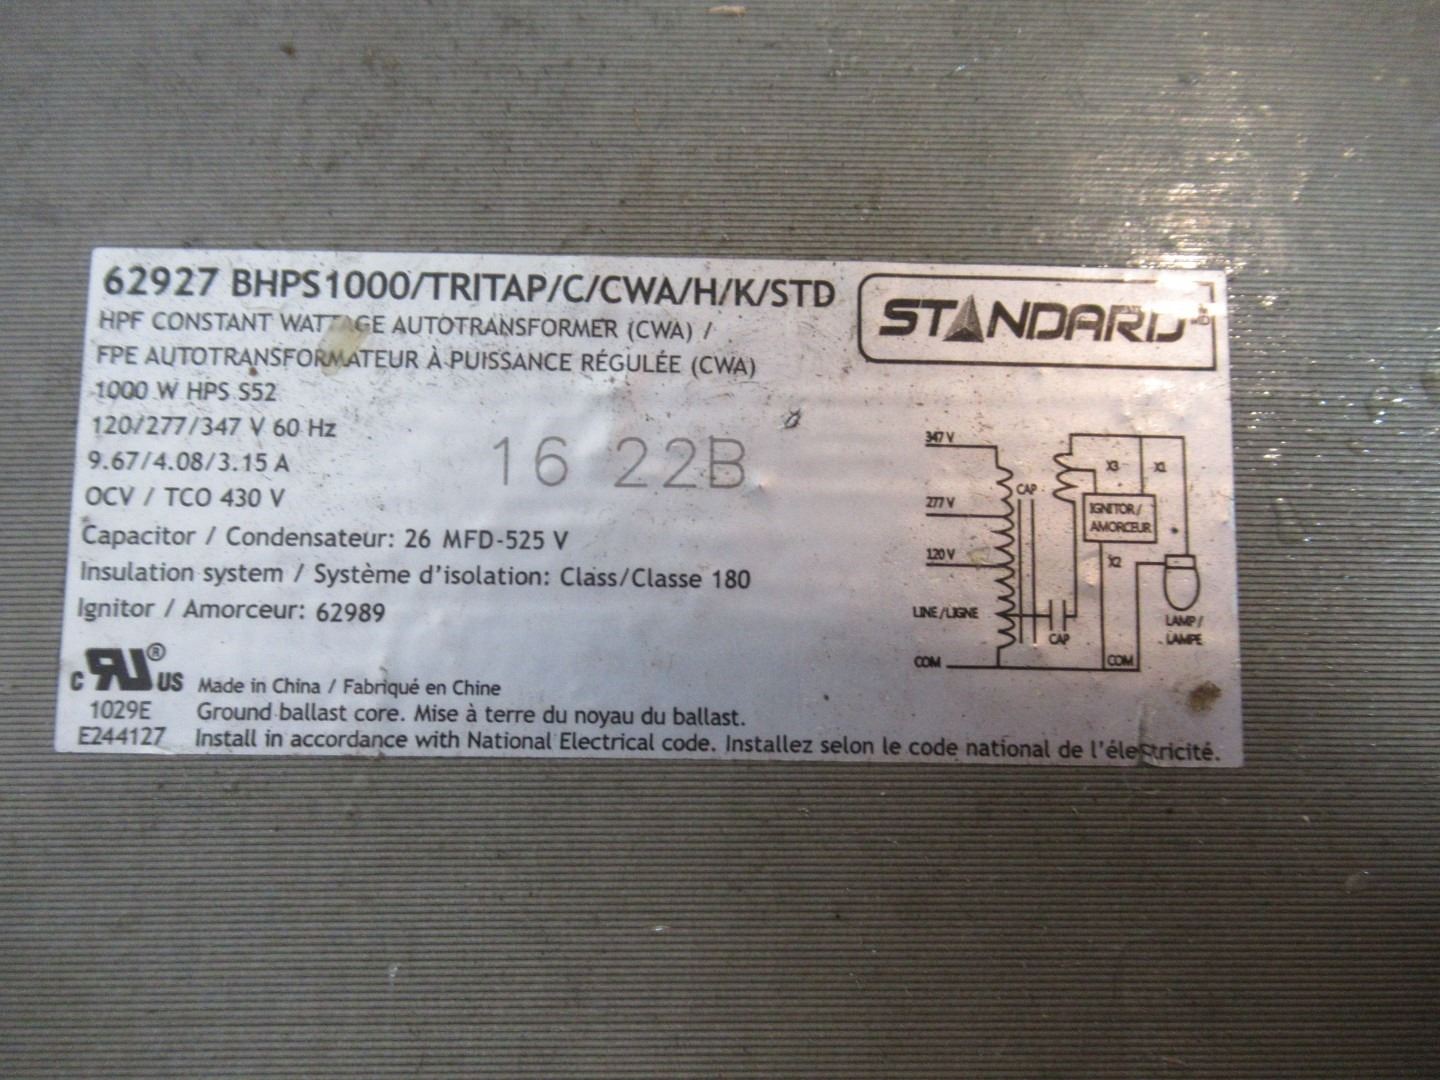 62927 BHPS1000/TRITAP/C/CWA/H/K/STD
STANDARD
HPF CONSTANT WATTAGE AUTOTRANSFORMER (CWA) /
FPE AUTOTRANSFORMATEUR À PUISSANCE RÉGULÉE (CWA)
1000 W HPS S52
120/277/347 V 60 Hz
9.67/4.08/3.15 A
OCV / TCO 430 V
Capacitor / Condensateur: 26 MFD-525 V
Insulation system / Système d'isolation: Class/Classe 180
Ignitor / Amorceur: 62989
16 22B
347 V
277 V
120 V
LINE/LIGNE
COM
CAP
CAP
X3
X1
IGNITOR/
AMORCEUR
X2
COM
LAMP/
LAMPE
C RU ® US
1029E
E244127
Made in China / Fabriqué en Chine
Ground ballast core. Mise à terre du noyau du ballast.
Install in accordance with National Electrical code. Installez selon le code national de l'électricité.